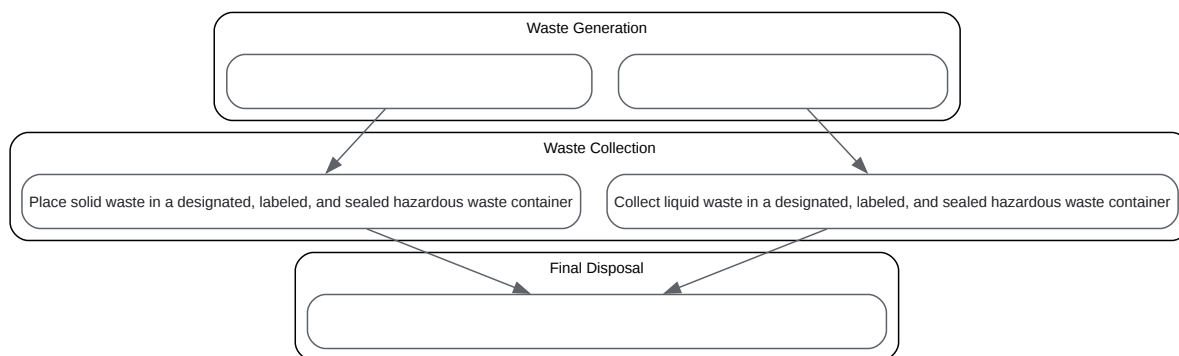 Waste Generation
Waste Collection
Place solid waste in a designated, labeled, and sealed hazardous waste container
Collect liquid waste in a designated, labeled, and sealed hazardous waste container
Final Disposal